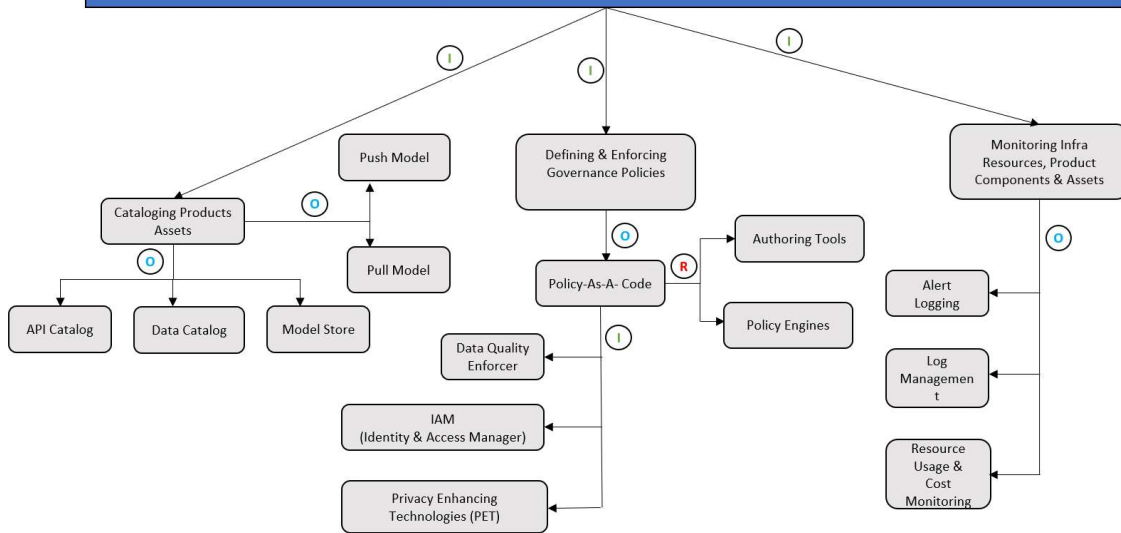 I
I
I
Push Model
Defining & Enforcing
Governance Policies
Monitoring Infra
Resources, Product
Components & Assets
Cataloging Products
Assets
O
O
Pull Model
O
Policy-As-A- Code
R
Authoring Tools
Policy Engines
O
O
API Catalog
Data Catalog
Model Store
I
Data Quality
Enforcer
IAM
(Identity & Access Manager)
Privacy Enhancing
Technologies (PET)
Alert
Logging
Log
Managemen
t
Resource
Usage &
Cost
Monitoring